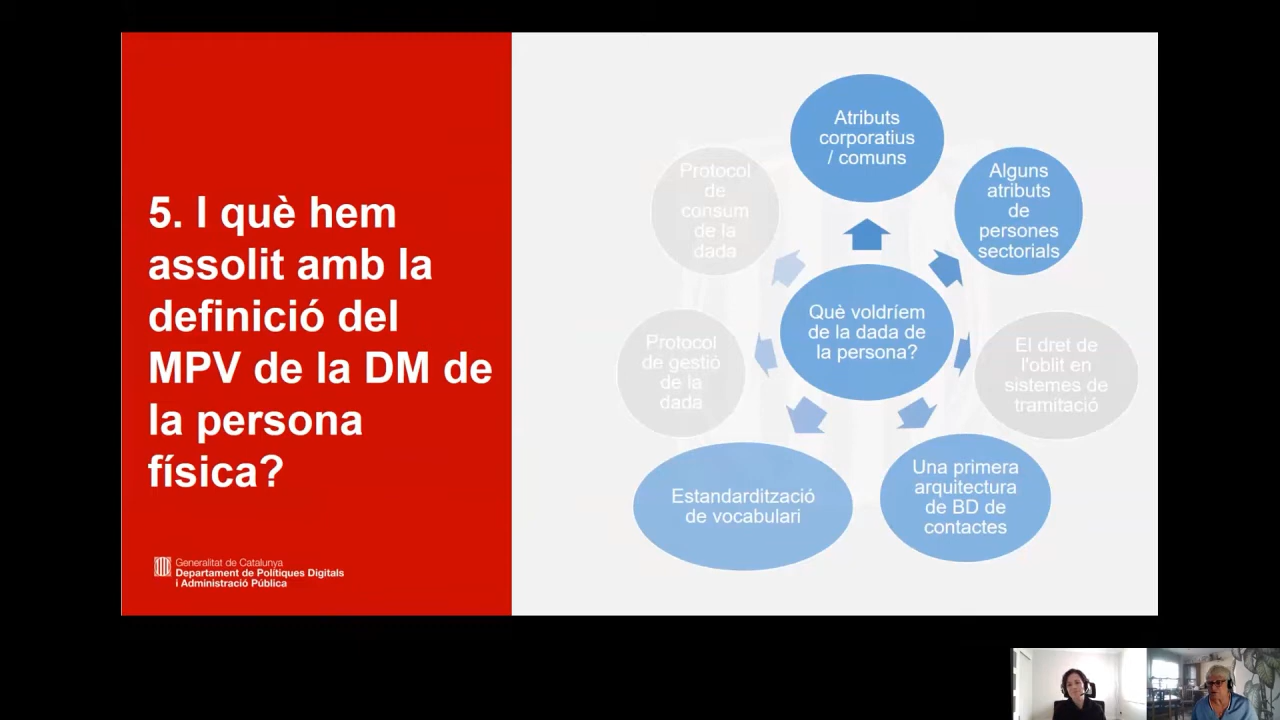 5. I què hem
assolit amb la
definició del
MPV de la DM de
la persona
física?
Generalitat de Catalunya
Departament de Polítiques Digitals
i Administració Pública
Atributs
corporatius
/ comuns
Alguns
atributs
de
persones
sectorials
El dret de
l'oblit en
sistemes de
tramitació
Una primera
arquitectura
de BD de
contactes
Estandardització
de vocabulari
Protocol
de gestió
de la
dada
Protocol
de
consum
de la
dada
Què voldríem
de la dada de
la persona?